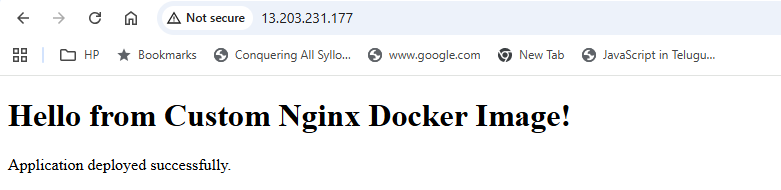 Not secure 13.203.231.177
HP Bookmarks Conquering All Syllo... www.google.com New Tab JavaScript in Telugu...
Hello from Custom Nginx Docker Image!
Application deployed successfully.